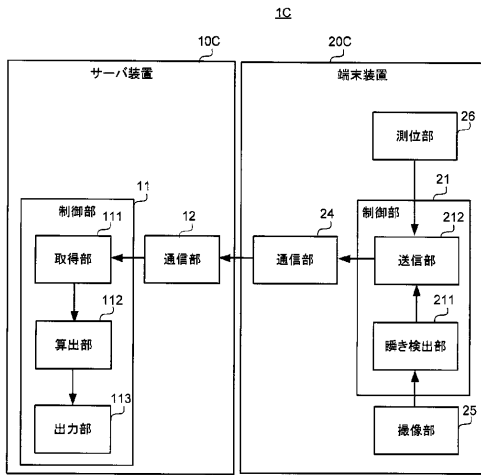 1C
10C
サーバ装置
20C
端末装置
26
測位部
11
制御部
21
制御部
111
取得部
12
通信部
24
通信部
212
送信部
112
算出部
211
瞬き検出部
113
出力部
25
撮像部